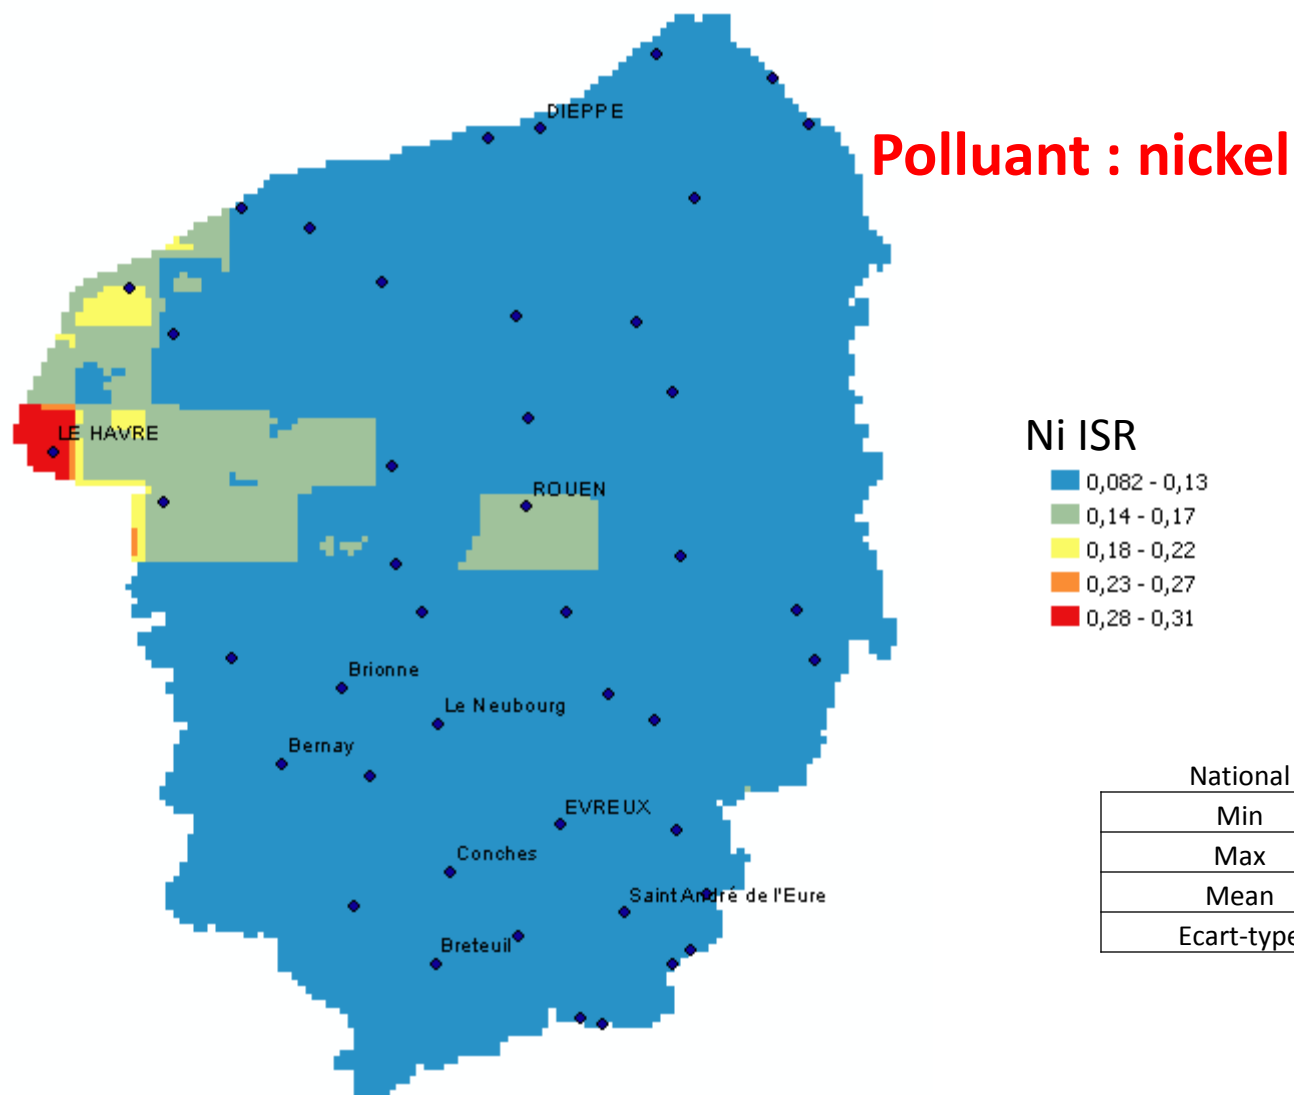 DIEPPE
Polluant : nickel
LE HAVRE
ROUEN
Ni ISR
0,082 - 0,13
0,14 - 0,17
0,18 - 0,22
0,23 - 0,27
0,28 - 0,31
Brionne
Le Neubourg
Bernay
EVREUX
Conches
Saint André de l'Eure
Breteuil
National
Min
Max
Mean
Ecart-type